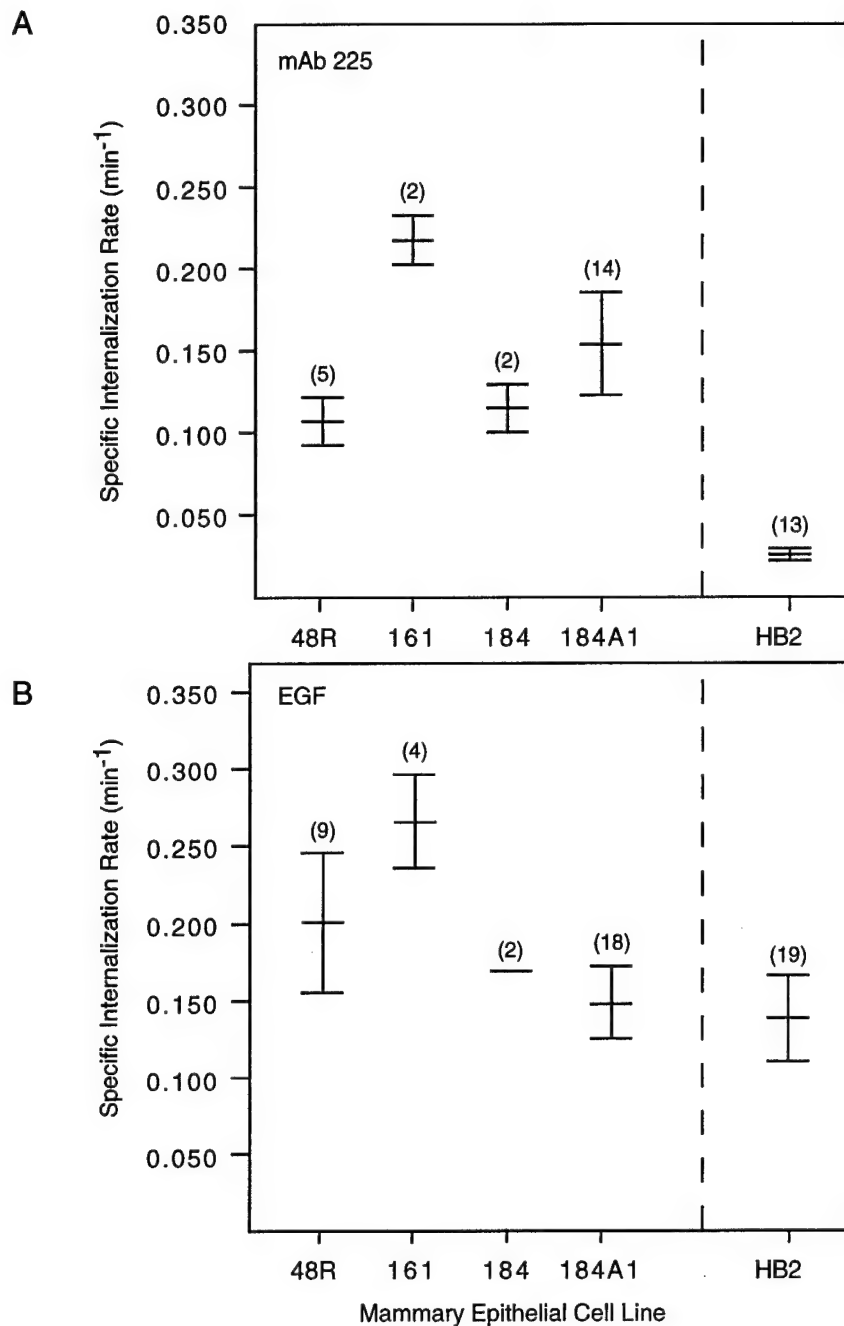 A
mAb 225
Specific Internalization Rate (min⁻¹)
0.350
0.300
0.250
0.200
0.150
0.100
0.050
(5)
(2)
(2)
(14)
(13)
48R 161 184 184A1 HB2
B
EGF
Specific Internalization Rate (min⁻¹)
0.350
0.300
0.250
0.200
0.150
0.100
0.050
(9)
(4)
(2)
(18)
(19)
48R 161 184 184A1 HB2
Mammary Epithelial Cell Line